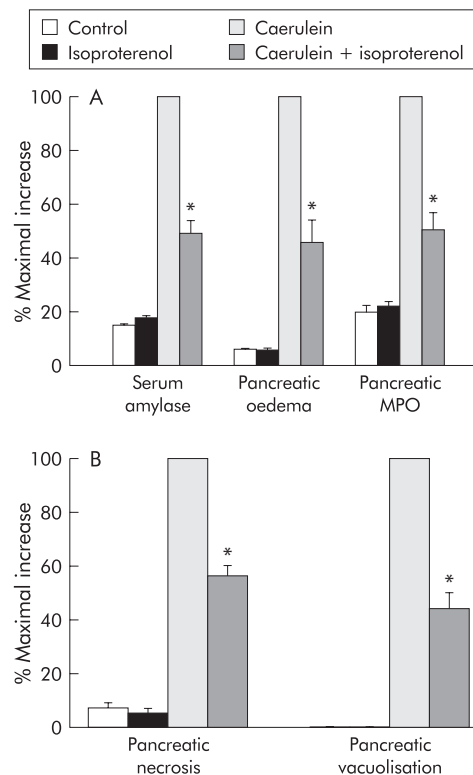 Control
Caerulein
Isoproterenol
Caerulein + isoproterenol
A
% Maximal increase
100
80
60
40
20
0
*
*
*
Serum
amylase
Pancreatic
oedema
Pancreatic
MPO
B
% Maximal increase
100
80
60
40
20
0
*
*
Pancreatic
necrosis
Pancreatic
vacuolisation